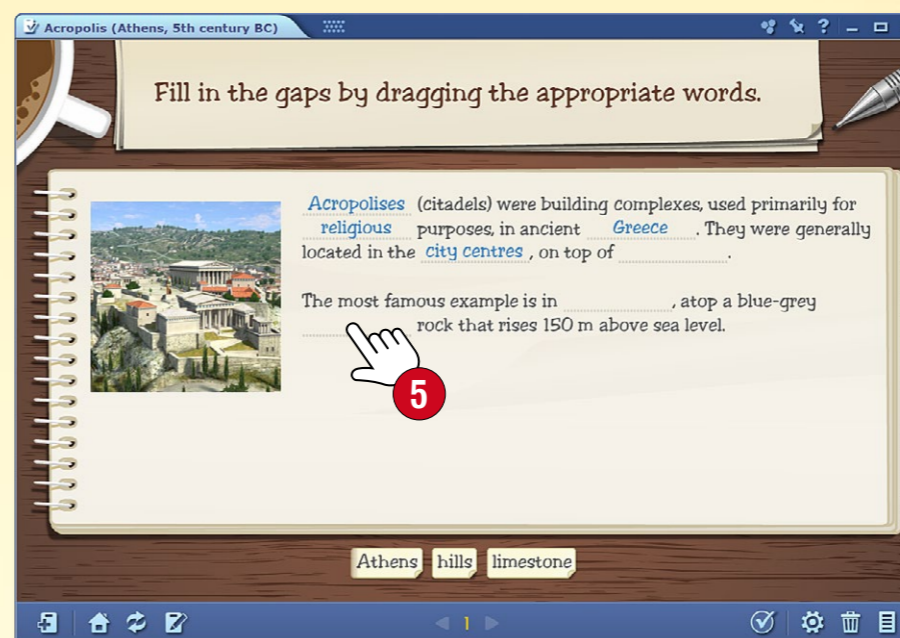 Acropolis (Athens, 5th century BC)
?
Fill in the gaps by dragging the appropriate words.
Acropolises (citadels) were building complexes, used primarily for
religious purposes, in ancient Greece . They were generally
located in the city centres , on top of .
The most famous example is in , atop a blue-grey
rock that rises 150 m above sea level.
5
Athens hills limestone
1